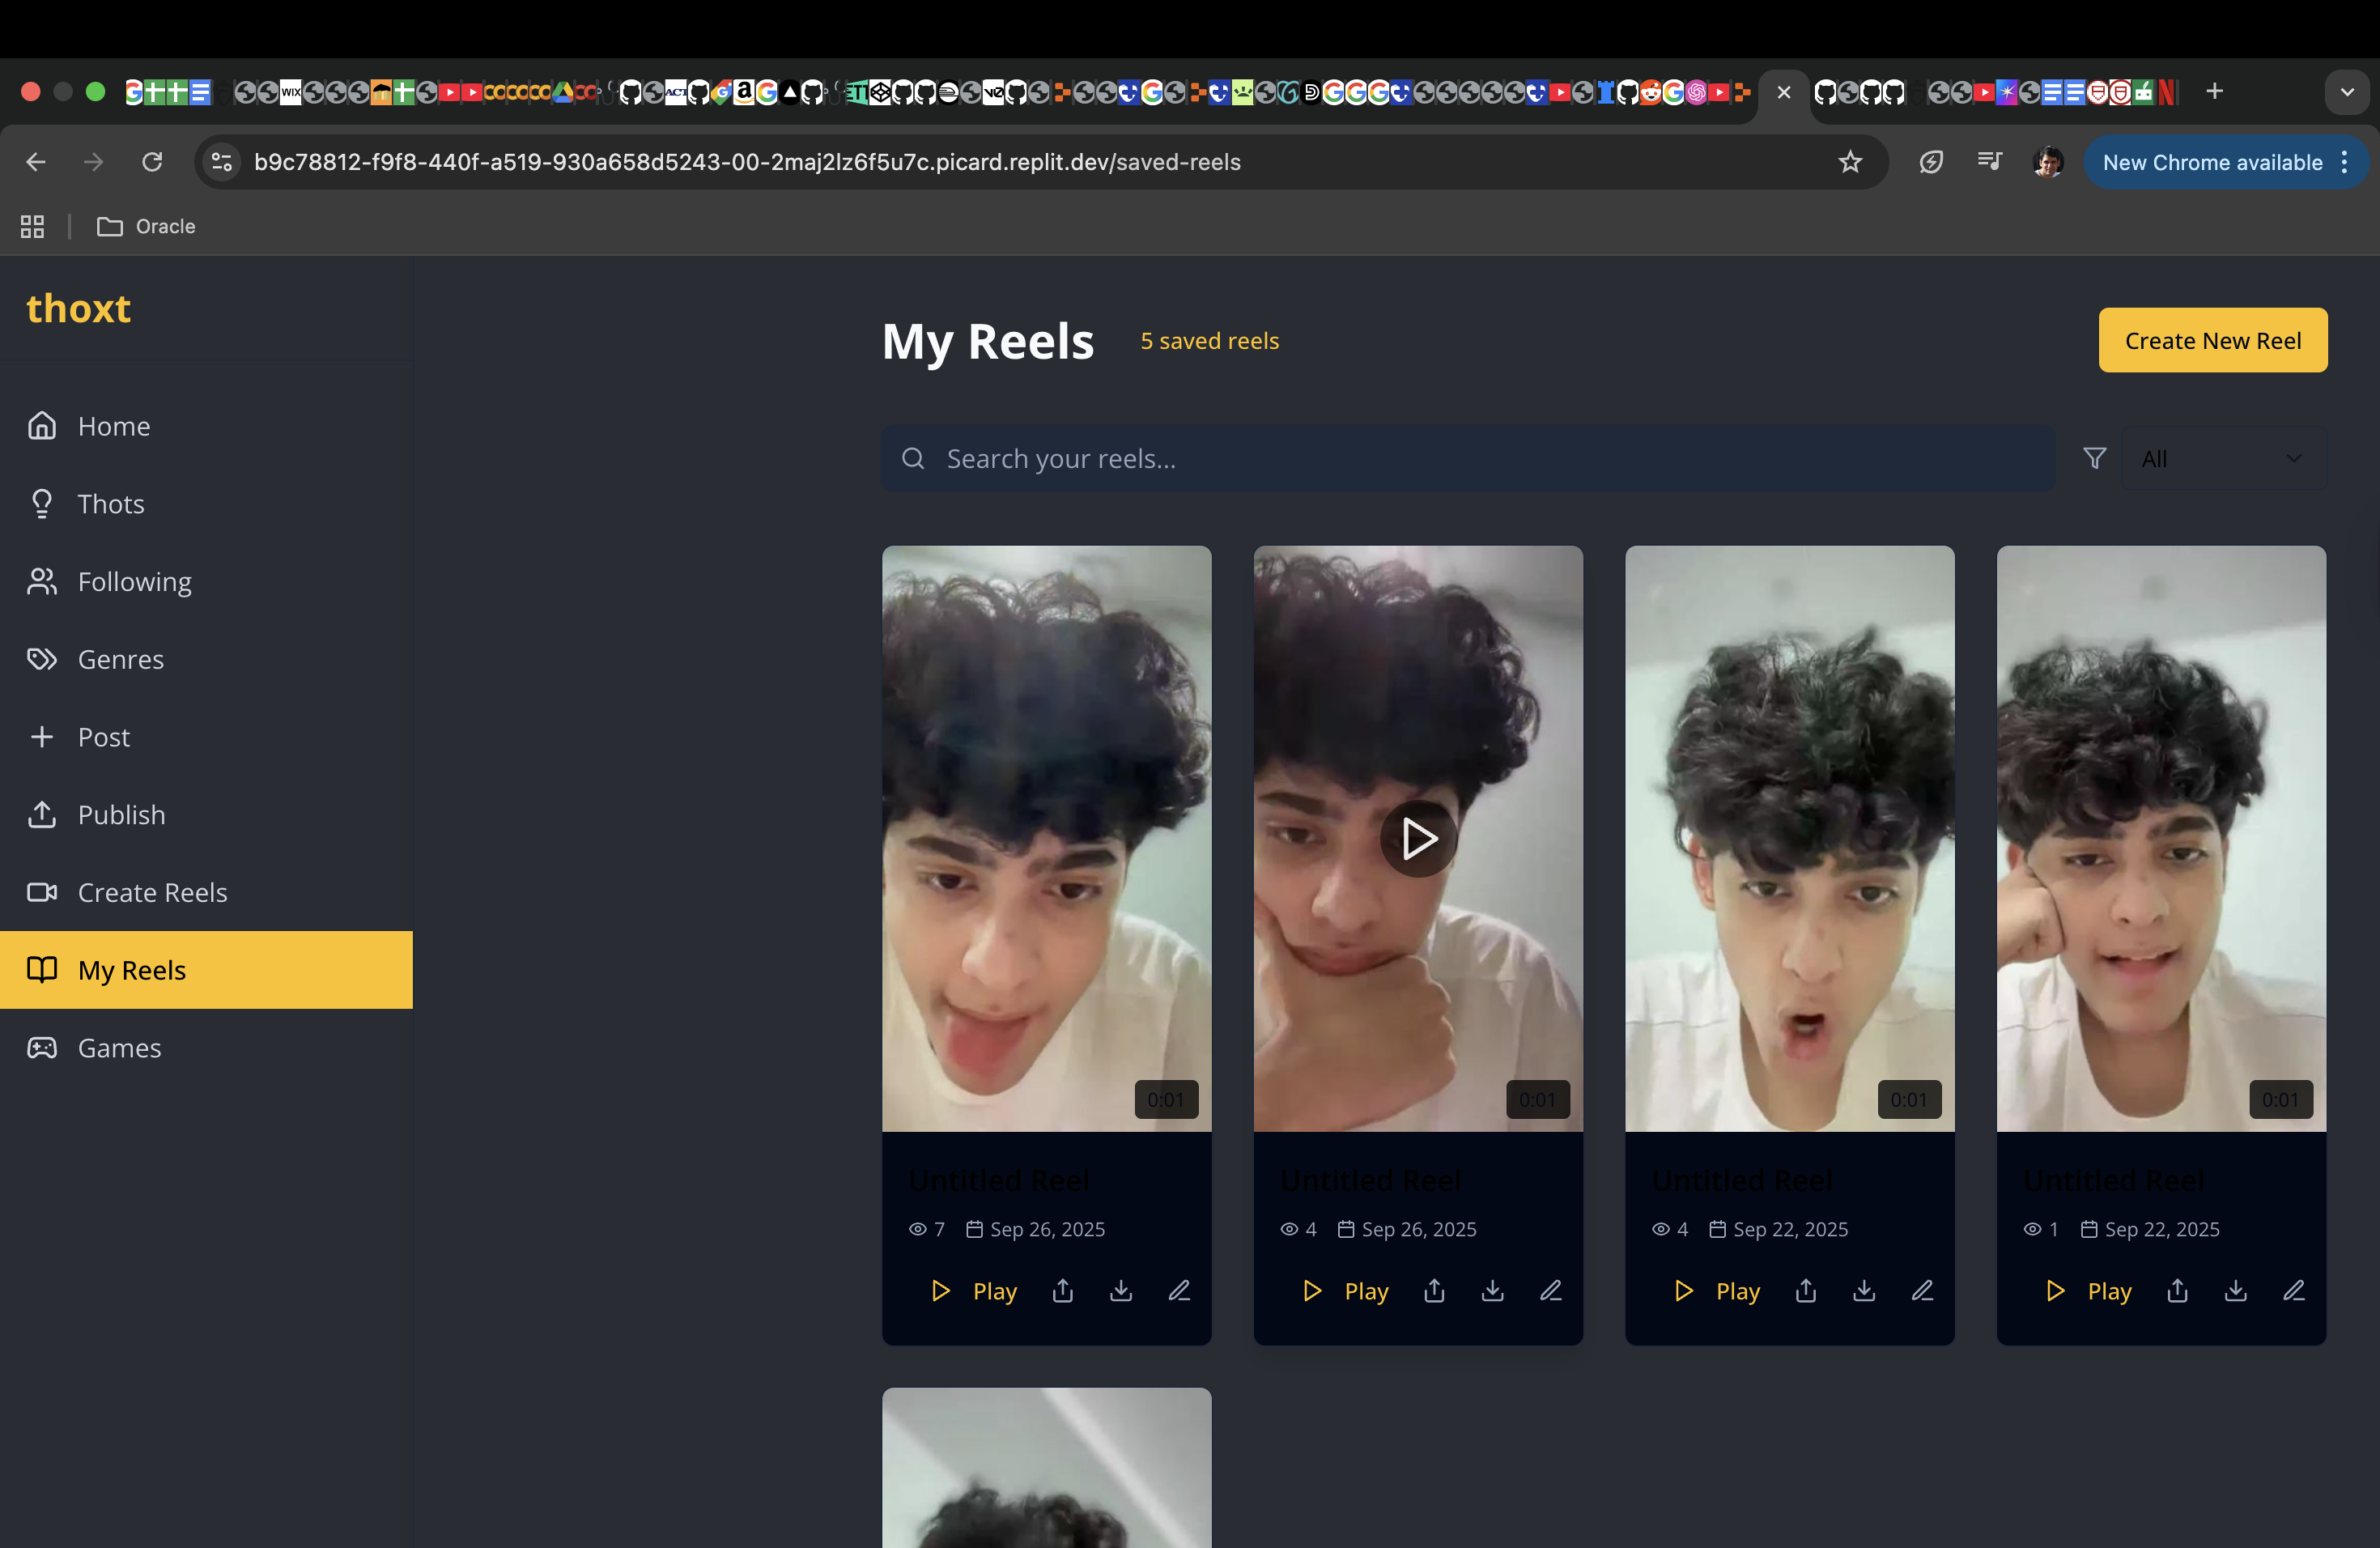 b9c78812-f9f8-440f-a519-930a658d5243-00-2maj2lz6f5u7c.picard.replit.dev/saved-reels
New Chrome available
Oracle
thoxt
Home
Thots
Following
Genres
Post
Publish
Create Reels
My Reels
Games
My Reels
5 saved reels
Create New Reel
Search your reels...
All
0:01
0:01
0:01
0:01
Untitled Reel
7 Sep 26, 2025
Play
Untitled Reel
4 Sep 26, 2025
Play
Untitled Reel
4 Sep 22, 2025
Play
Untitled Reel
1 Sep 22, 2025
Play